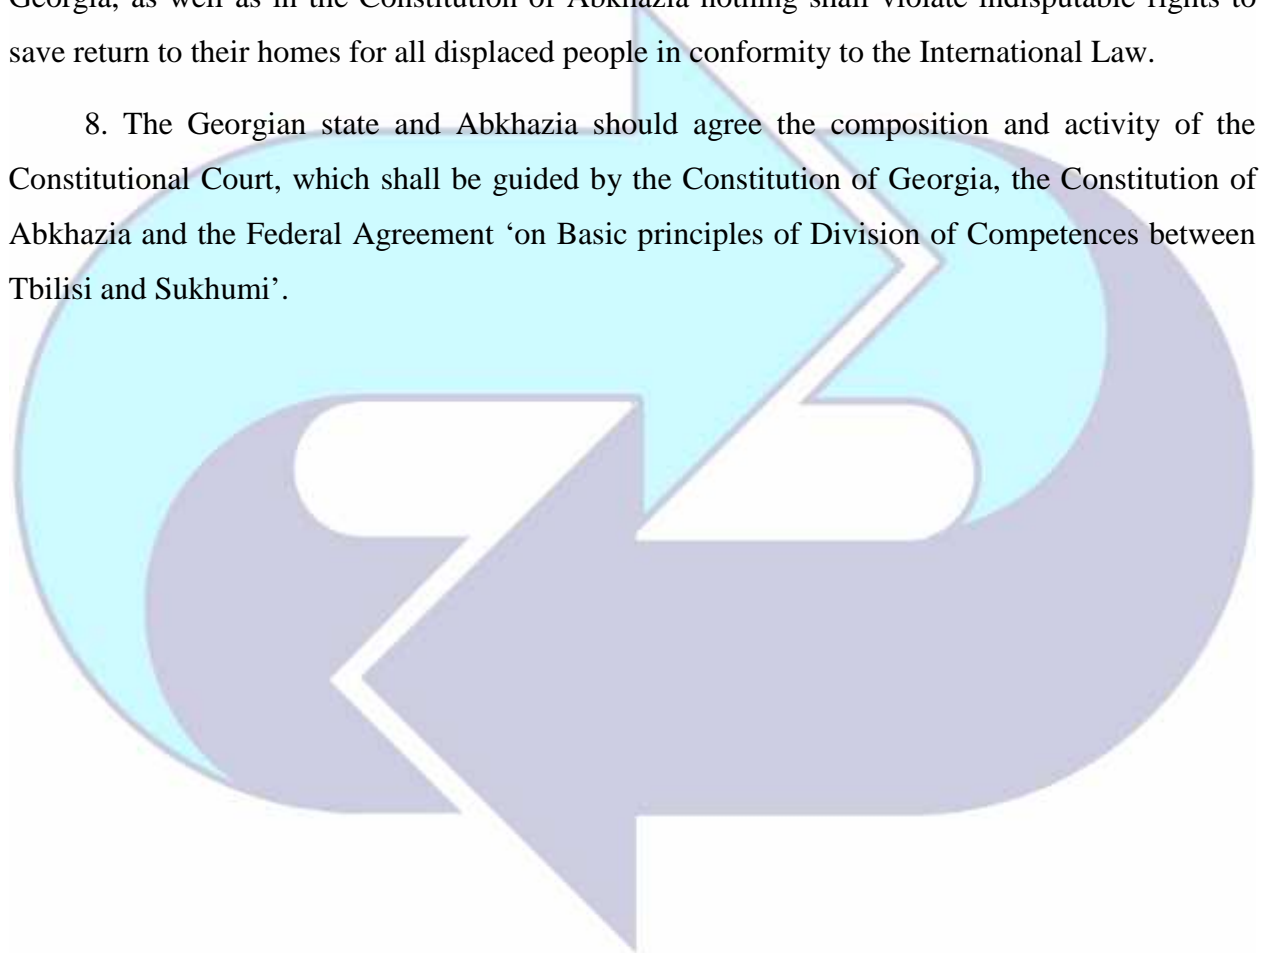 Georgia, as well as in the Constitution of Abkhazia nothing shall violate indisputable rights to
save return to their homes for all displaced people in conformity to the International Law.
8. The Georgian state and Abkhazia should agree the composition and activity of the
Constitutional Court, which shall be guided by the Constitution of Georgia, the Constitution of
Abkhazia and the Federal Agreement ‘on Basic principles of Division of Competences between
Tbilisi and Sukhumi’.